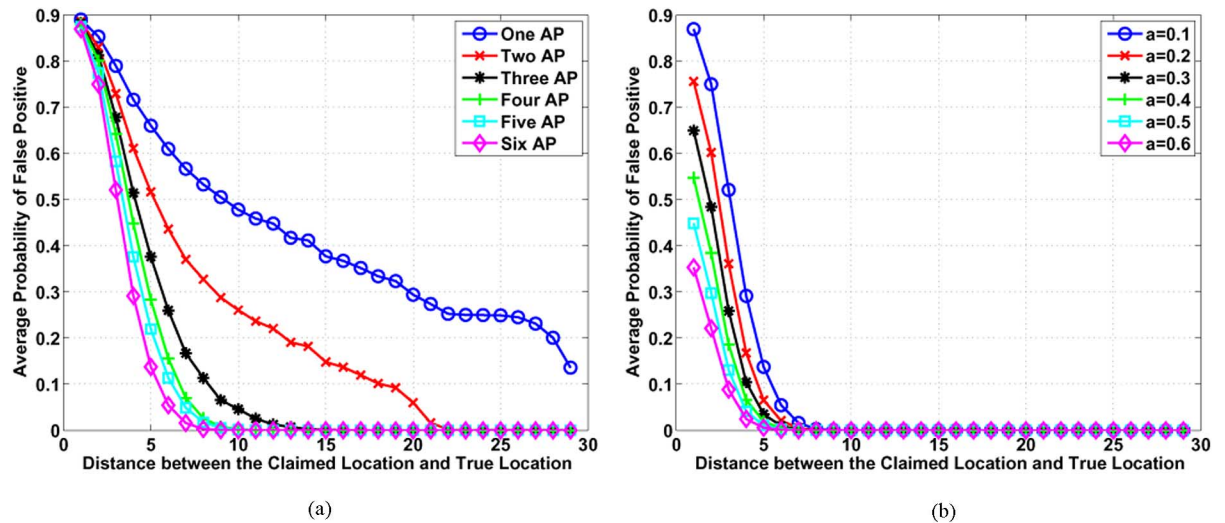 Average Probability of False Positive
0.9
0.8
0.7
0.6
0.5
0.4
0.3
0.2
0.1
0
0 5 10 15 20 25 30
Distance between the Claimed Location and True Location
One AP
Two AP
Three AP
Four AP
Five AP
Six AP
(a)
Average Probability of False Positive
0.9
0.8
0.7
0.6
0.5
0.4
0.3
0.2
0.1
0
0 5 10 15 20 25 30
Distance between the Claimed Location and True Location
a=0.1
a=0.2
a=0.3
a=0.4
a=0.5
a=0.6
(b)